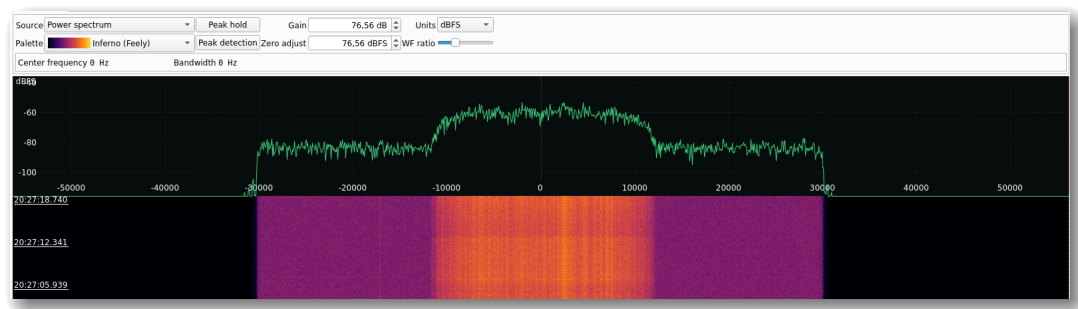 Source Power spectrum Peak hold Gain 76,56 dB Units dBFS
Palette Inferno (Feely) Peak detection Zero adjust 76,56 dBFS WF ratio
Center frequency 0 Hz Bandwidth 0 Hz
dBFS
-40
-60
-80
-100
-50000 -40000 -30000 -20000 -10000 0 10000 20000 30000 40000 50000
20:27:18.740
20:27:12.341
20:27:05.939